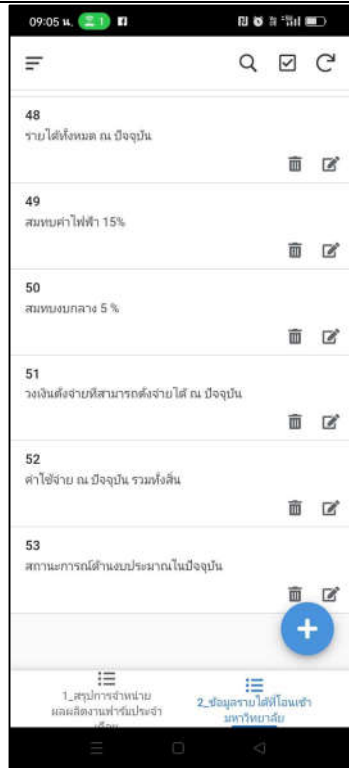 09:05 น.
48
รายได้ทั้งหมด ณ ปัจจุบัน
49
สมทบค่าไฟฟ้า 15%
50
สมทบงบกลาง 5 %
51
วงเงินตั้งจ่ายที่สามารถตั้งจ่ายได้ ณ ปัจจุบัน
52
ค่าใช้จ่าย ณ ปัจจุบัน รวมทั้งสิ้น
53
สถานะการณ์ด้านงบประมาณในปัจจุบัน
1_สรุปการจำหน่าย
ผลผลิตงานฟาร์มประจำ
เดือน
2_ข้อมูลรายได้ที่โอนเข้า
มหาวิทยาลัย